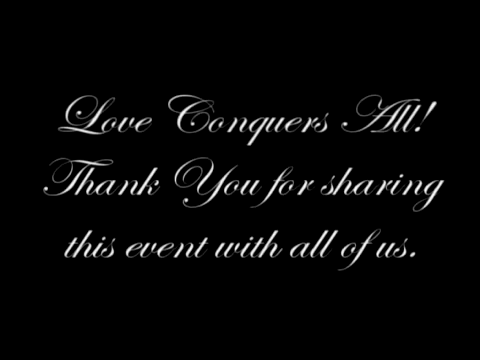 Love Conquers All!
Thank You for sharing
this event with all of us.